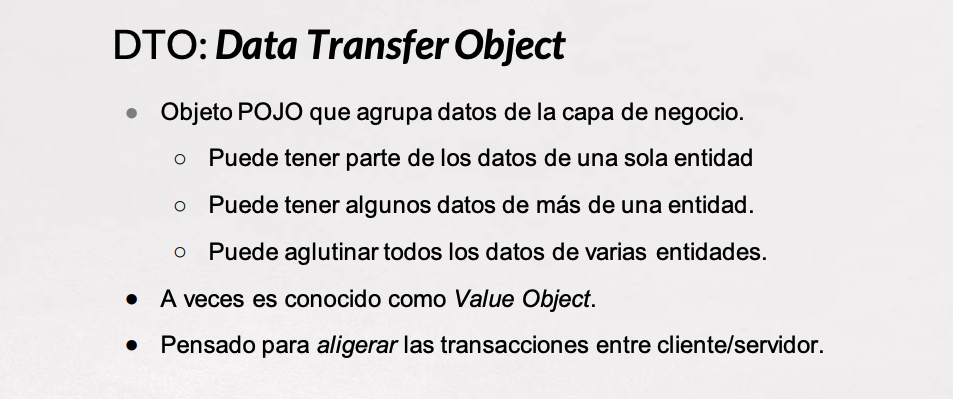 DTO: Data Transfer Object
● Objeto POJO que agrupa datos de la capa de negocio.
○ Puede tener parte de los datos de una sola entidad
○ Puede tener algunos datos de más de una entidad.
○ Puede aglutinar todos los datos de varias entidades.
● A veces es conocido como Value Object.
● Pensado para aligerar las transacciones entre cliente/servidor.